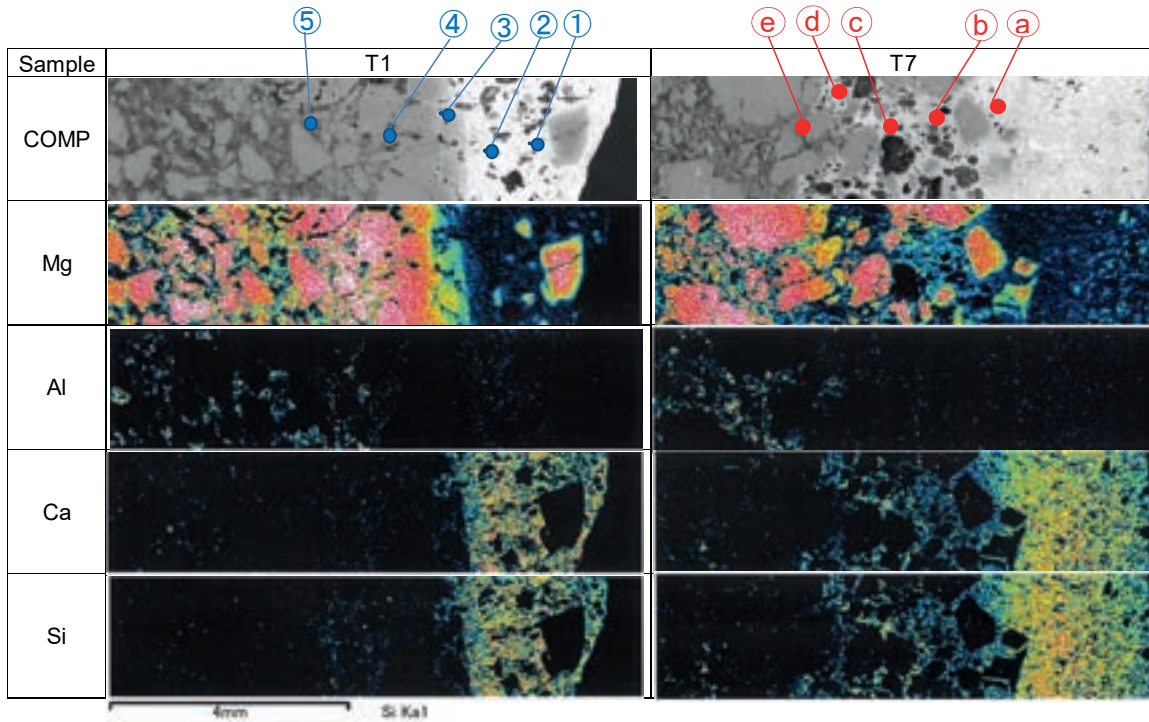 ⑤ ④ ③ ② ① ⓔ ⓓ ⓒ ⓑ ⓐ
Sample T1 T7
COMP
Mg
Al
Ca
Si
4mm Si Ka1